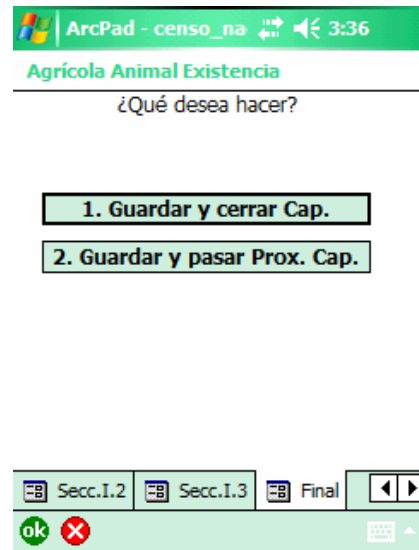 ArcPad - censo_na 3:36
Agrícola Animal Existencia
¿Qué desea hacer?
1. Guardar y cerrar Cap.
2. Guardar y pasar Prox. Cap.
Secc.I.2 Secc.I.3 Final
ok